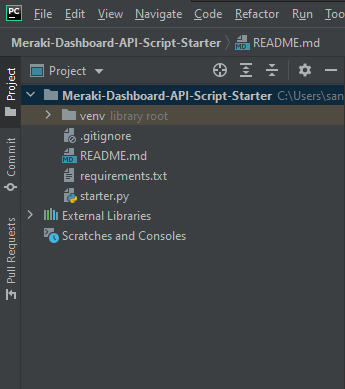 PC File Edit View Navigate Code Refactor Run
Meraki-Dashboard-API-Script-Starter README.md
Project
Meraki-Dashboard-API-Script-Starter C:\Users\san
venv library root
.gitignore
MD README.md
requirements.txt
starter.py
External Libraries
Scratches and Consoles
Project
Commit
Pull Requests